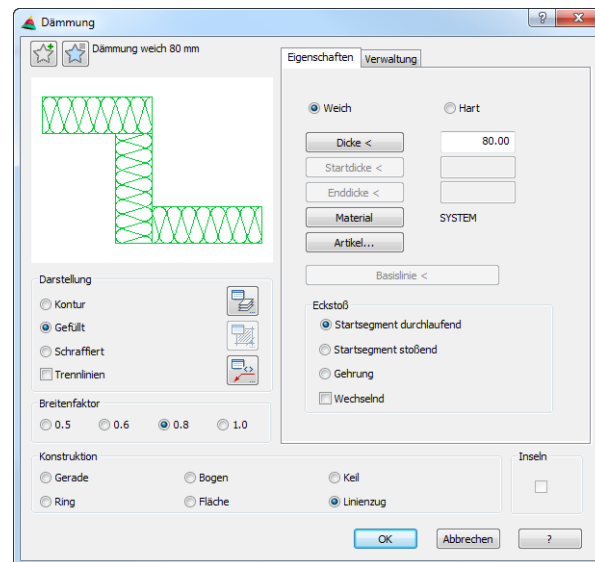 Dämmung
?
Dämmung weich 80 mm
Eigenschaften Verwaltung
Weich Hart
Dicke < 80.00
Startdicke <
Enddicke <
Material SYSTEM
Artikel...
Basislinie <
Darstellung
Kontur
Gefüllt
Schraffiert
Trennlinien
Eckstoß
Startsegment durchlaufend
Startsegment stoßend
Gehrung
Wechselnd
Breitenfaktor
0.5 0.6 0.8 1.0
Konstruktion
Gerade Bogen Keil
Ring Fläche Linienzug
Inseln
OK Abbrechen ?